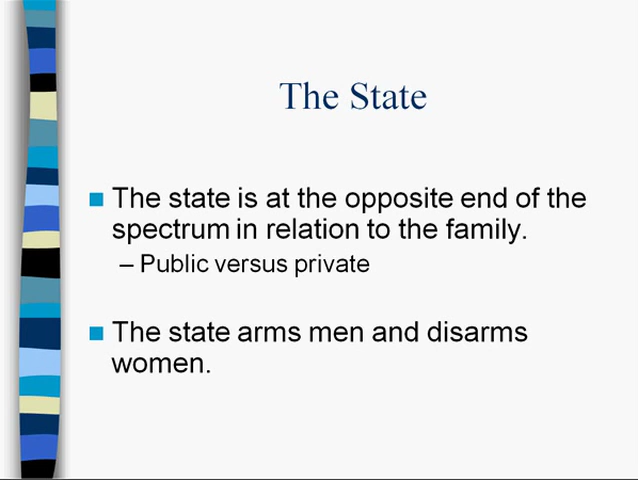 The State
The state is at the opposite end of the
spectrum in relation to the family.
– Public versus private
The state arms men and disarms
women.